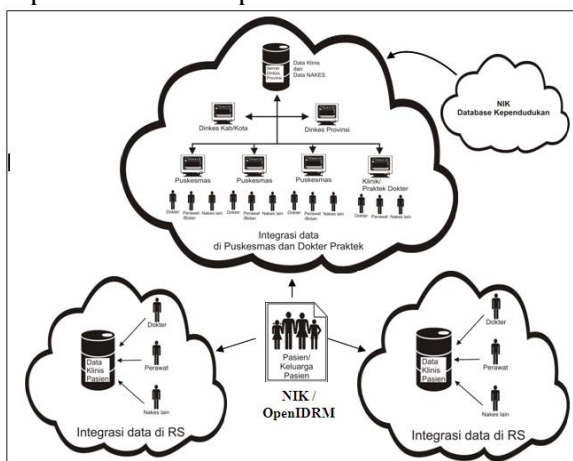 Data Klinis
dan
Data NAKES
Server
Dinkes
Provinsi
NIK
Database Kependudukan
Dinkes Kab/Kota
Dinkes Provinsi
Puskesmas
Puskesmas
Puskesmas
Klinik/
Praktek Dokter
Dokter
Perawat
/Bidan
Nakes lain
Dokter
Perawat
/Bidan
Nakes lain
Dokter
Perawat
/Bidan
Nakes lain
Dokter
Perawat
Nakes lain
Integrasi data
di Puskesmas dan Dokter Praktek
Dokter
Data
Klinis
Pasien
Perawat
Nakes lain
Integrasi data di RS
Pasien/
Keluarga
Pasien
NIK /
OpenIDRM
Dokter
Data
Klinis
Pasien
Perawat
Nakes lain
Integrasi data di RS